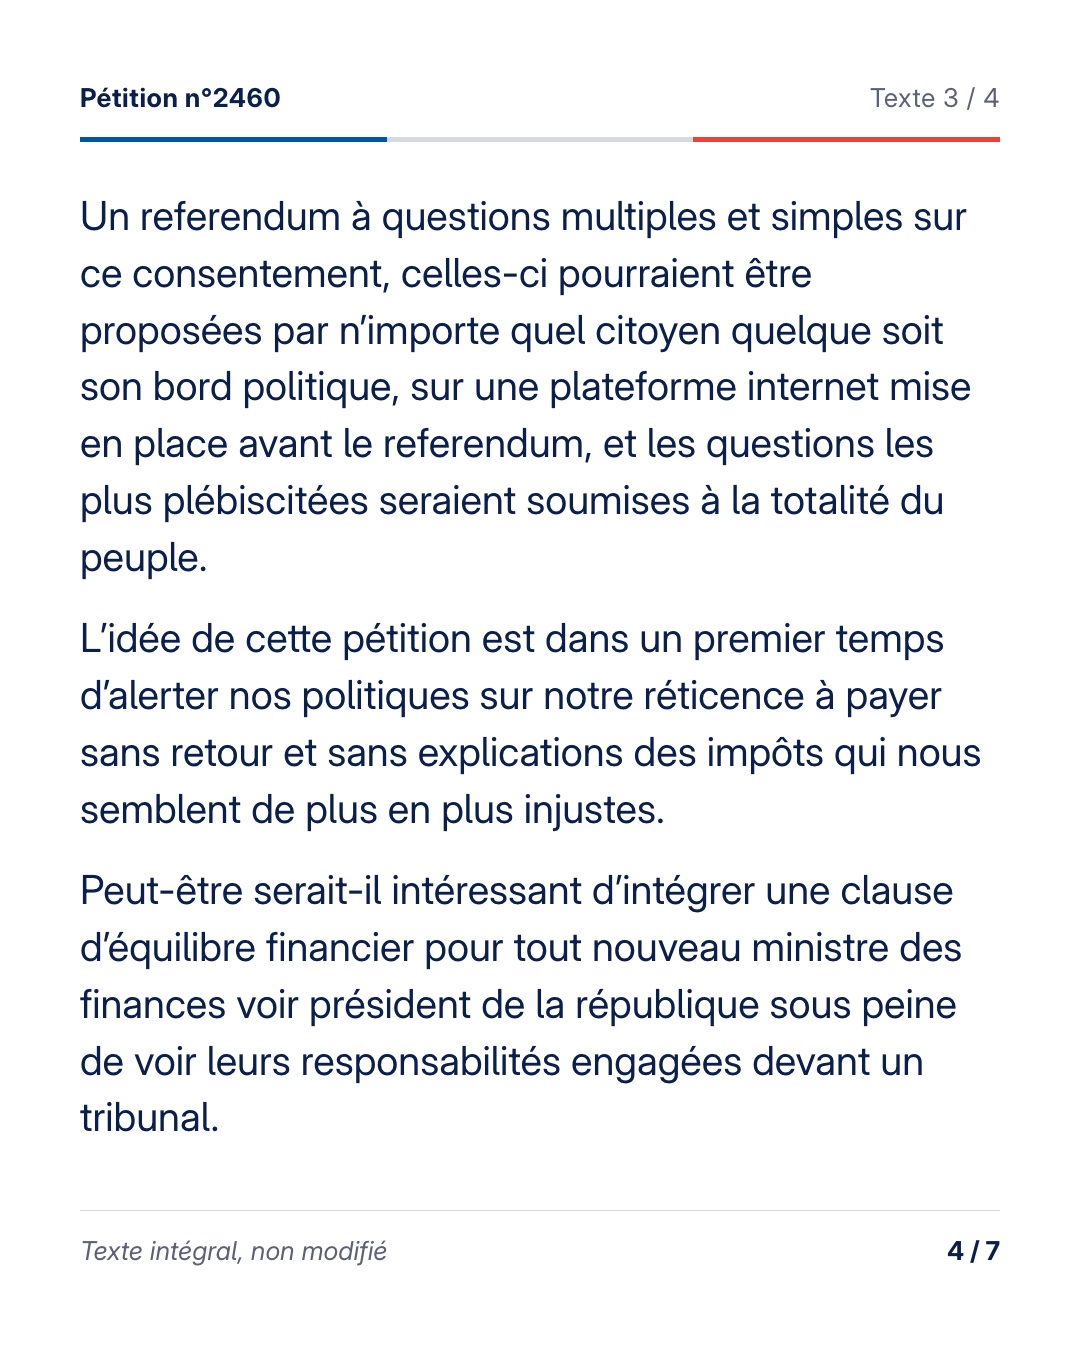 Pétition n°2460
Texte 3 / 4
Un referendum à questions multiples et simples sur
ce consentement, celles-ci pourraient être
proposées par n’importe quel citoyen quelque soit
son bord politique, sur une plateforme internet mise
en place avant le referendum, et les questions les
plus plébiscitées seraient soumises à la totalité du
peuple.
L’idée de cette pétition est dans un premier temps
d’alerter nos politiques sur notre réticence à payer
sans retour et sans explications des impôts qui nous
semblent de plus en plus injustes.
Peut-être serait-il intéressant d’intégrer une clause
d’équilibre financier pour tout nouveau ministre des
finances voir président de la république sous peine
de voir leurs responsabilités engagées devant un
tribunal.
Texte intégral, non modifié
4 / 7